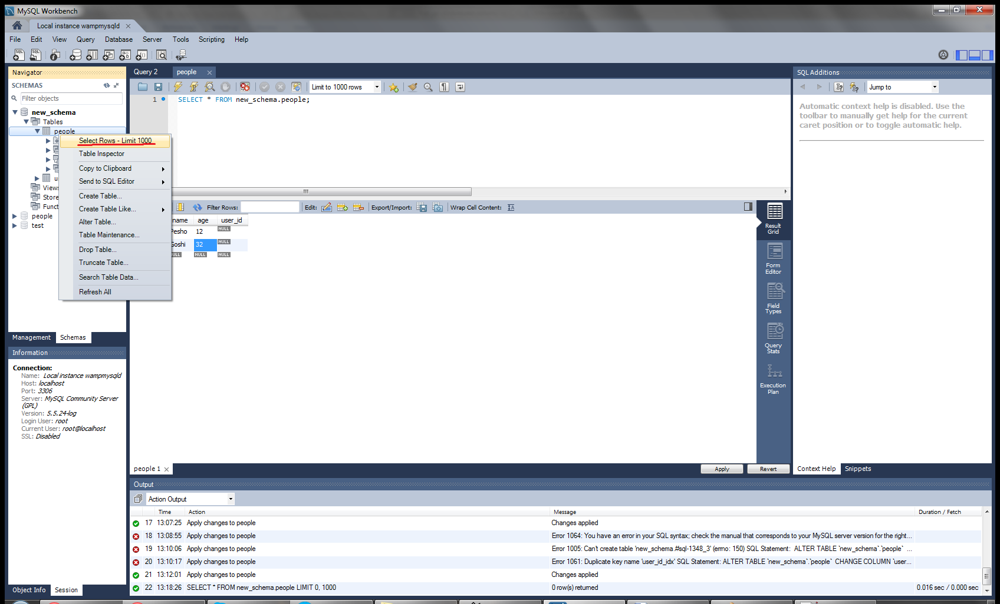 MySQL Workbench
Local instance wampmysqld
File Edit View Query Database Server Tools Scripting Help
Navigator
SCHEMAS
Filter objects
new_schema
Tables
people
Views
people
test
Select Rows - Limit 1000
Table Inspector
Copy to Clipboard
Send to SQL Editor
Create Table...
Create Table Like...
Alter Table...
Table Maintenance...
Drop Table...
Truncate Table...
Search Table Data...
Refresh All
Management Schemas
Information
Connection:
Name: Local instance wampmysqld
Host: localhost
Port: 3306
Server: MySQL Community Server
(GPL)
Version: 5.5.24-log
Login User: root
Current User: root@localhost
SSL: Disabled
Object Info Session
Query 2 people
Limit to 1000 rows
1 SELECT * FROM new_schema.people;
Filter Rows: Edit: Export/Import: Wrap Cell Content:
name age user_id
Pesho 12 NULL
Goshi 32 NULL
NULL NULL NULL
Result
Grid
Form
Editor
Field
Types
Query
Stats
Execution
Plan
people 1
Apply Revert
SQL Additions
Jump to
Automatic context help is disabled. Use the
toolbar to manually get help for the current
caret position or to toggle automatic help.
Context Help Snippets
Output
Action Output
Time Action Message Duration / Fetch
17 13:07:25 Apply changes to people Changes applied
18 13:08:55 Apply changes to people Error 1064: You have an error in your SQL syntax; check the manual that corresponds to your MySQL server version for the right...
19 13:10:06 Apply changes to people Error 1005: Can't create table 'new_schema.#sql-1348_3' (errno: 150) SQL Statement: ALTER TABLE `new_schema`.`people` ...
20 13:10:17 Apply changes to people Error 1061: Duplicate key name 'user_id_idx' SQL Statement: ALTER TABLE `new_schema`.`people` CHANGE COLUMN `user...
21 13:12:01 Apply changes to people Changes applied
22 13:18:26 SELECT * FROM new_schema.people LIMIT 0, 1000 0 row(s) returned 0.016 sec / 0.000 sec